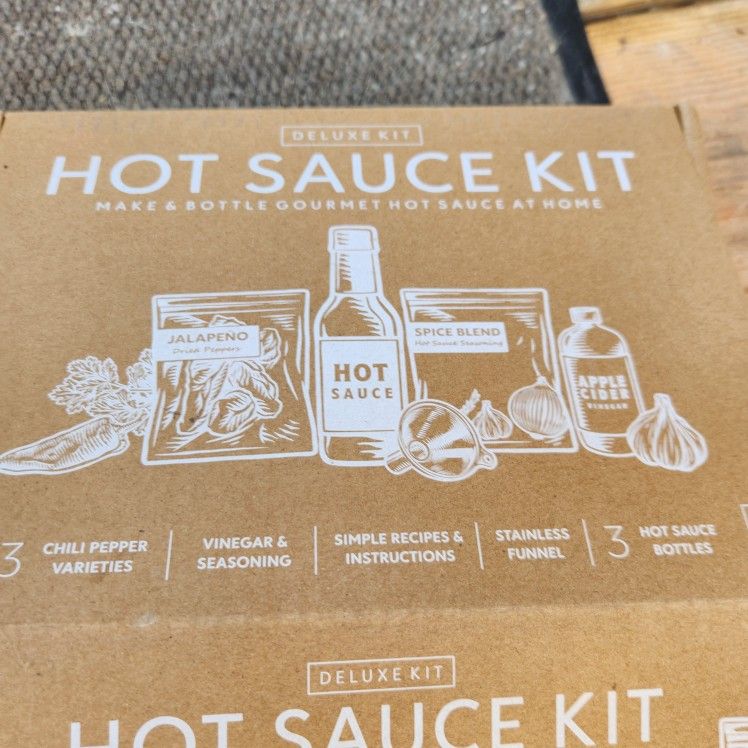 DELUXE KIT
HOT SAUCE KIT
MAKE & BOTTLE GOURMET HOT SAUCE AT HOME
JALAPEÑO
Dried Peppers
HOT
SAUCE
SPICE BLEND
Hot Sauce Seasoning
APPLE
CIDER
VINEGAR
3 CHILI PEPPER
VARIETIES
VINEGAR &
SEASONING
SIMPLE RECIPES &
INSTRUCTIONS
STAINLESS
FUNNEL
3 HOT SAUCE
BOTTLES
DELUXE KIT
HOT SAUCE KIT